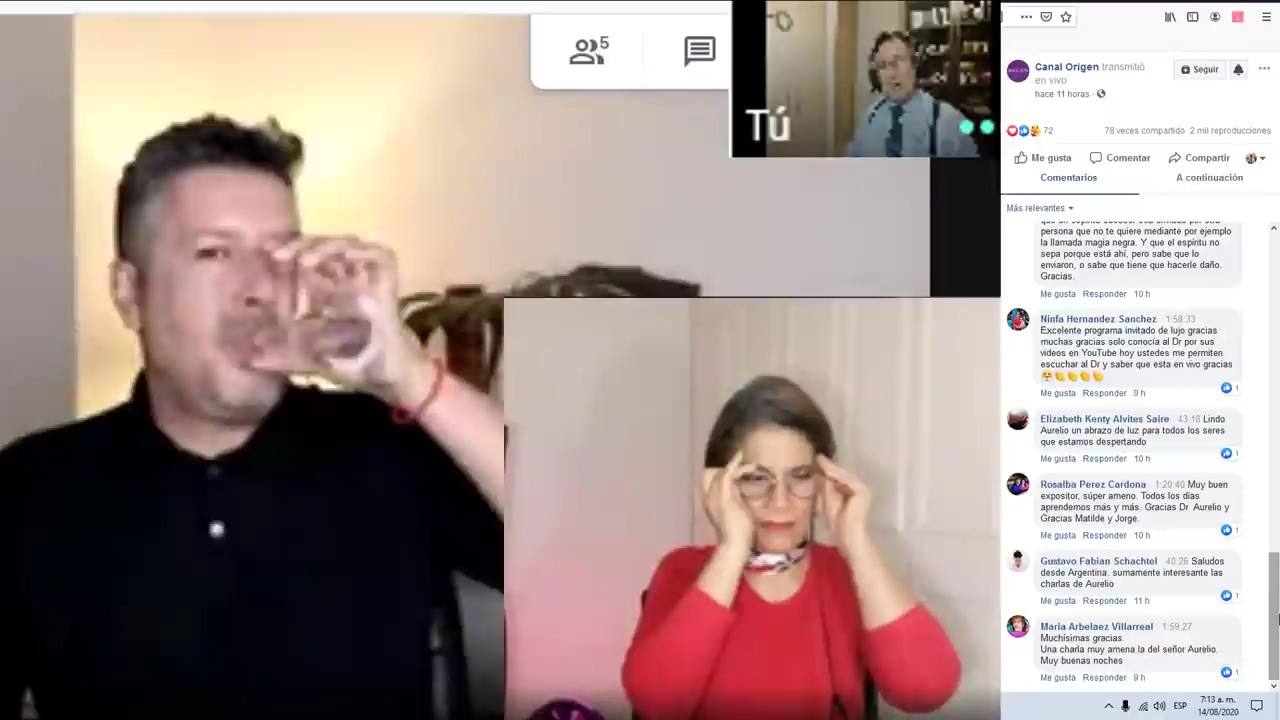 5
Tú
Canal Origen transmitió
en vivo
hace 11 horas ·
Seguir
72
78 veces compartido 2 mil reproducciones
Me gusta
Comentar
Compartir
Comentarios
A continuación
Más relevantes
persona que no te quiere mediante por ejemplo
la llamada magia negra. Y que el espiritu no
sepa porque está ahí, pero sabe que lo
enviaron, o sabe que tiene que hacerle daño.
Gracias.
Me gusta · Responder · 10 h
Ninfa Hernandez Sanchez · 1:58:33
Excelente programa invitado de lujo gracias
muchas gracias solo conocía al Dr por sus
videos en YouTube hoy ustedes me permiten
escuchar al Dr y saber que esta en vivo gracias
1
Me gusta · Responder · 9 h
Elizabeth Kenty Alvites Saire · 43:18 Lindo
Aurelio un abrazo de luz para todos los seres
que estamos despertando
1
Me gusta · Responder · 10 h
Rosalba Perez Cardona · 1:20:40 Muy buen
expositor, súper ameno. Todos los días
aprendemos más y más. Gracias Dr Aurelio y
Gracias Matilde y Jorge.
1
Me gusta · Responder · 10 h
Gustavo Fabian Schachtel · 40:26 Saludos
desde Argentina. sumamente interesante las
charlas de Aurelio
1
Me gusta · Responder · 11 h
Maria Arbelaez Villarreal · 1:59:27
Muchísimas gracias.
Una charla muy amena la del señor Aurelio.
Muy buenas noches
1
Me gusta · Responder · 9 h
ESP
7:13 a. m.
14/08/2020